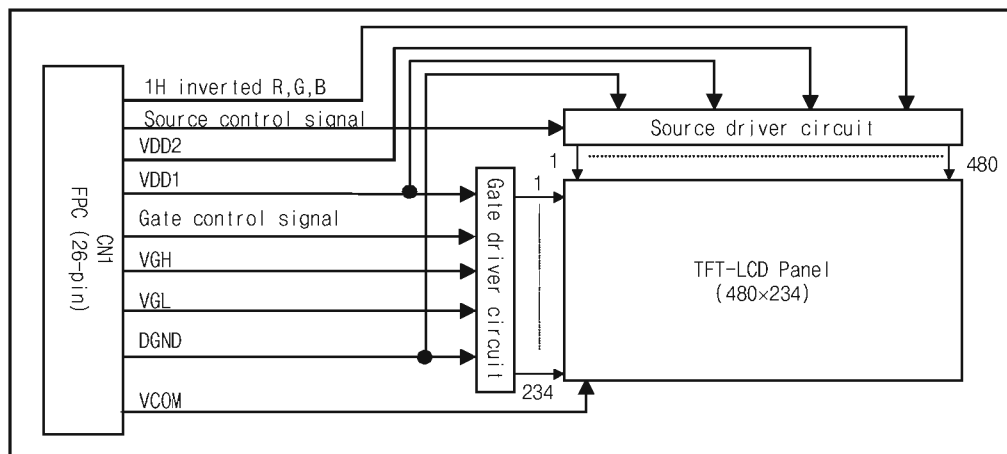 1H inverted R,G,B
Source control signal
VDD2
VDD1
Gate control signal
VGH
VGL
DGND
VCOM
CN1
FPC (26-pin)
Gate driver circuit
1
234
Source driver circuit
1
480
TFT-LCD Panel
(480×234)